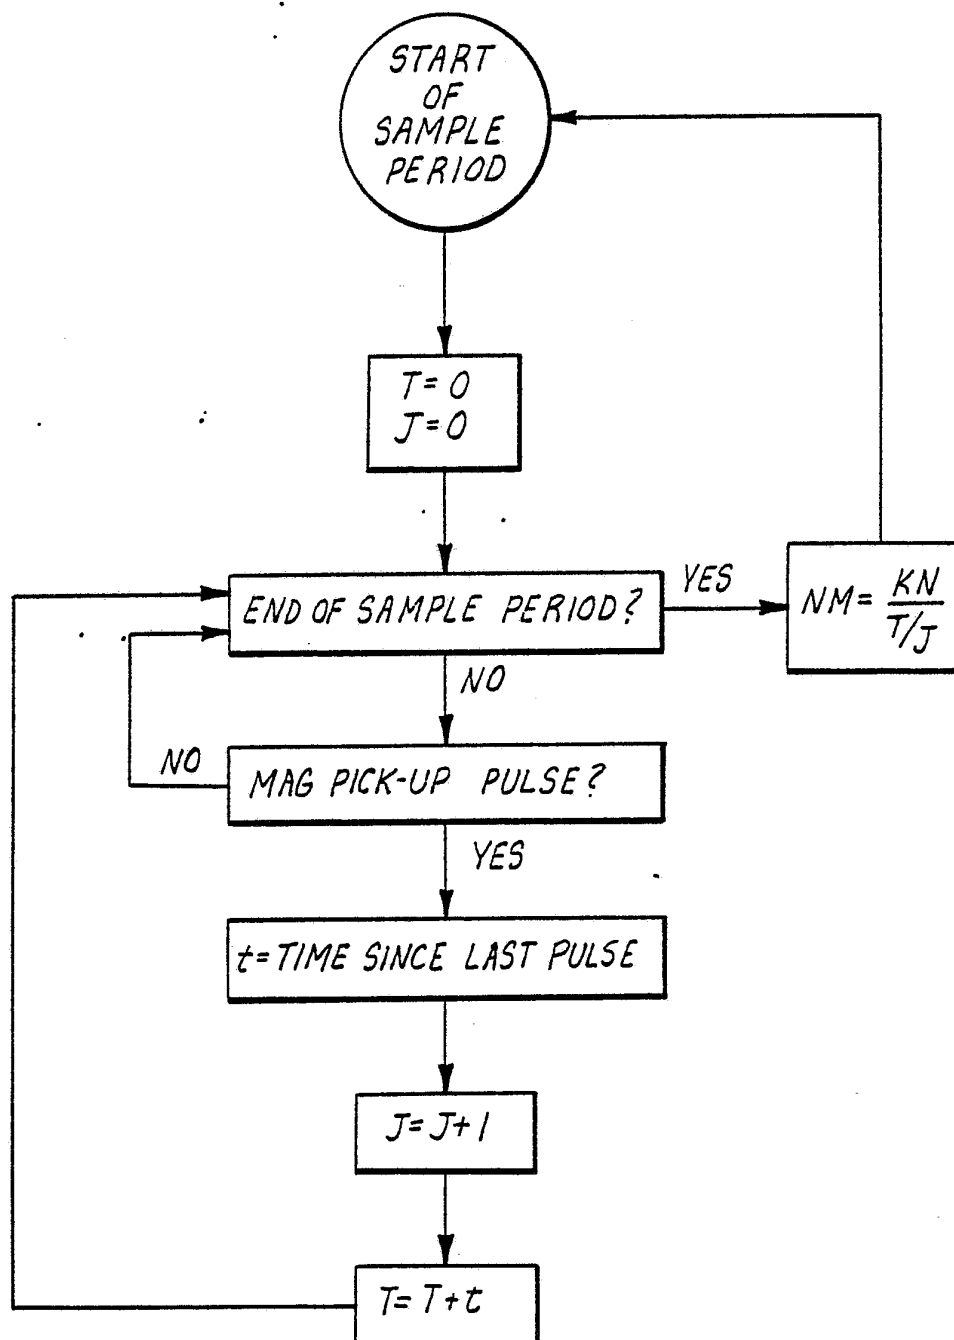 START
OF
SAMPLE
PERIOD
T=0
J=0
END OF SAMPLE PERIOD?
YES
NM= KN
T/J
NO
MAG PICK-UP PULSE?
NO
YES
t=TIME SINCE LAST PULSE
J=J+1
T=T+t